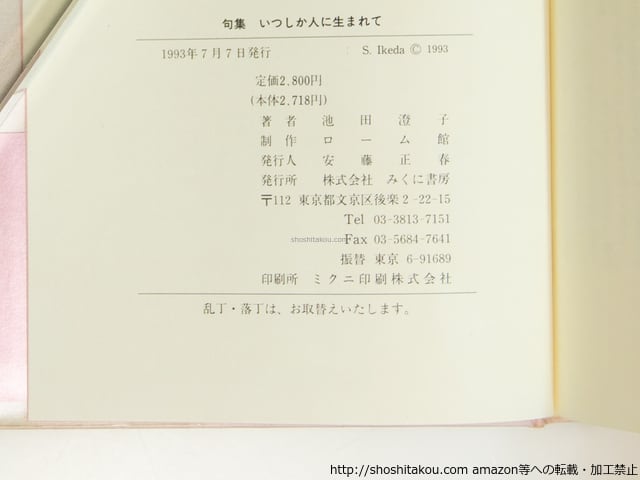 句集　いつしか人に生まれて
1993年7月7日発行　S. Ikeda © 1993
定価2,800円
(本体2,718円)
著者　池田澄子
制作　ローム館
発行人　安藤正春
発行所　株式会社　みくに書房
〒112 東京都文京区後楽2-22-15
Tel 03-3813-7151
shoshitakou.com
Fax 03-5684-7641
振替 東京 6-91689
印刷所　ミクニ印刷株式会社
乱丁・落丁は、お取替えいたします。
http://shoshitakou.com amazon等への転載・加工禁止